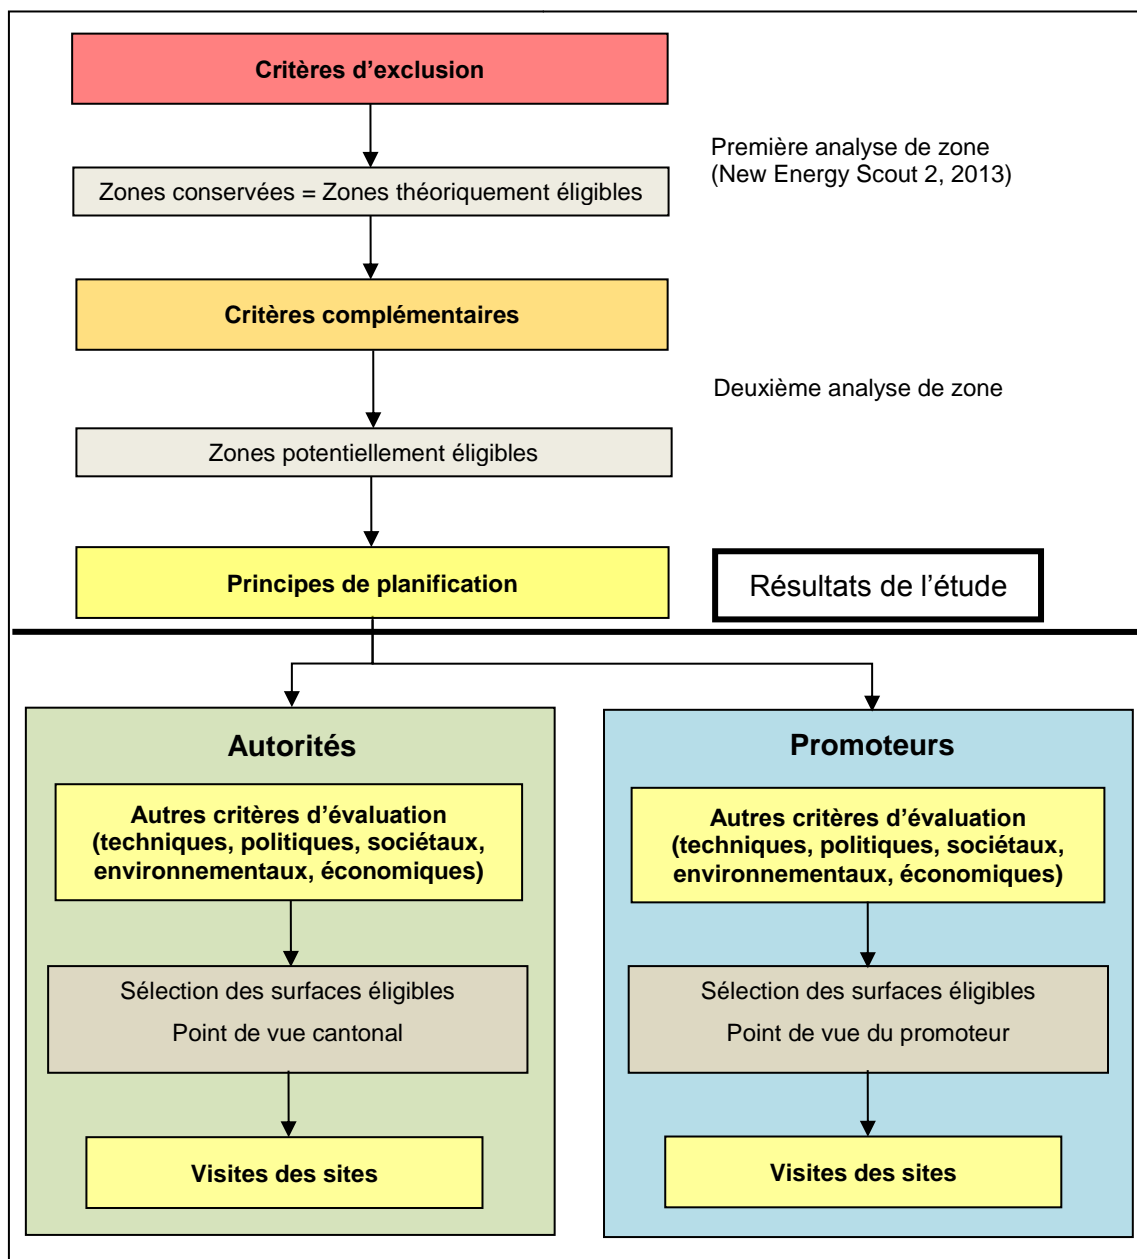 Critères d’exclusion
Première analyse de zone
(New Energy Scout 2, 2013)
Zones conservées = Zones théoriquement éligibles
Critères complémentaires
Deuxième analyse de zone
Zones potentiellement éligibles
Principes de planification
Résultats de l’étude
Autorités
Autres critères d’évaluation
(techniques, politiques, sociétaux,
environnementaux, économiques)
Sélection des surfaces éligibles
Point de vue cantonal
Visites des sites
Promoteurs
Autres critères d’évaluation
(techniques, politiques, sociétaux,
environnementaux, économiques)
Sélection des surfaces éligibles
Point de vue du promoteur
Visites des sites